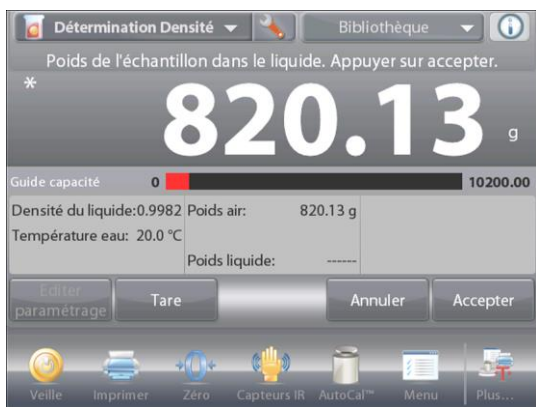 Détermination Densité
Bibliothèque
Poids de l'échantillon dans le liquide. Appuyer sur accepter.
*
820.13 g
Guide capacité 0 10200.00
Densité du liquide:0.9982 Poids air: 820.13 g
Température eau: 20.0 °C
Poids liquide: ------
Editer
paramétrage
Tare
Annuler
Accepter
Veille
Imprimer
Zéro
Capteurs IR
AutoCal™
Menu
Plus...